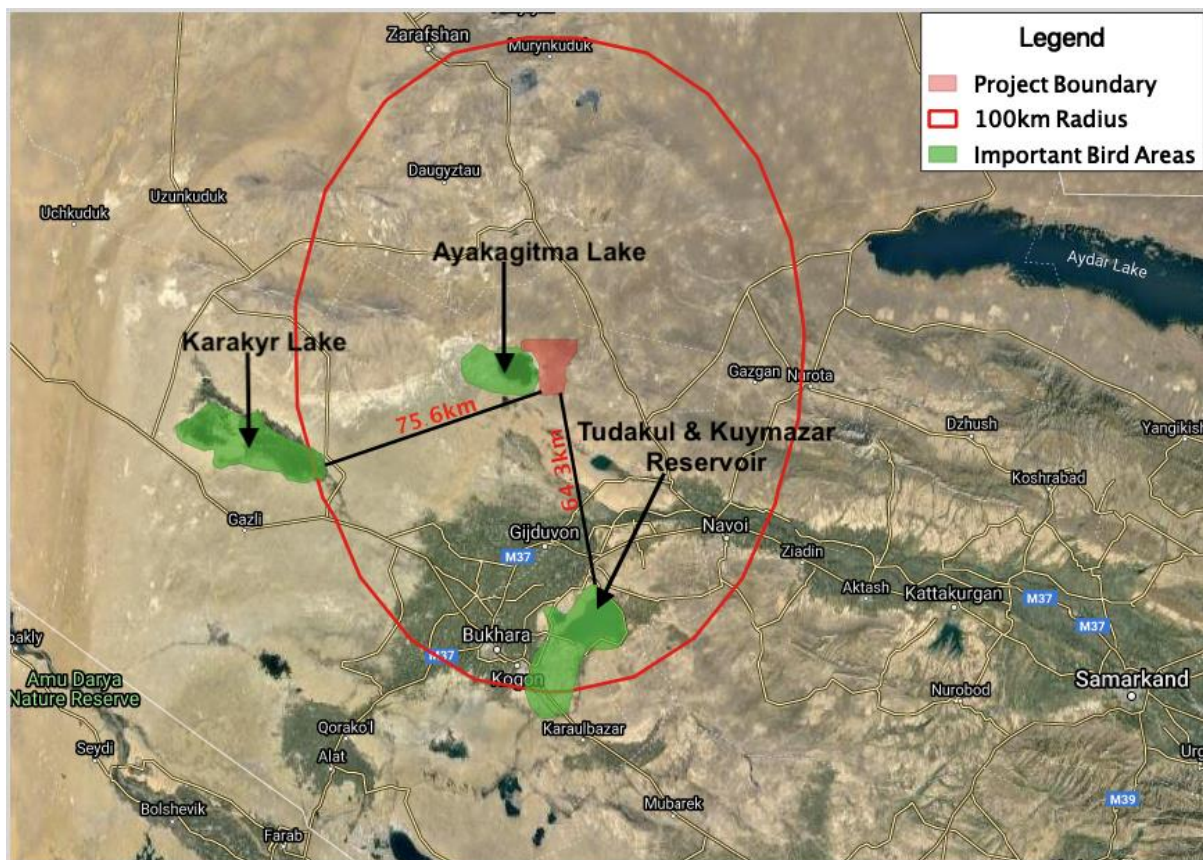 Zarafshan
Murynkuduk
Legend
Project Boundary
100km Radius
Important Bird Areas
Daugyztau
Uzunkuduk
Uchkuduk
Ayakagitma Lake
Aydar Lake
Karakyr Lake
Gazgan
Nurota
75.6km
Tudakul & Kuymazar
Reservoir
64.3km
Dzhush
Yangikish
Koshrabad
Gazli
Gijduvon
Navoi
M37
Ziadin
Aktash
Kattakurgan
M37
M37
Bukhara
M37
Kogon
Amu Darya
Nature Reserve
Samarkand
Nurobod
Qorako'l
Karaulbazar
Seydi
Alat
Urg
Mubarek
Bolshevik
M39
Farab